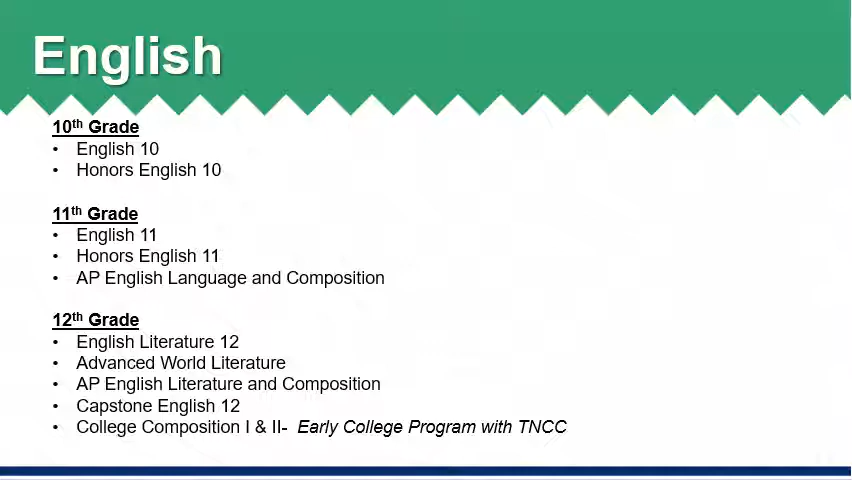 English
10th Grade
• English 10
• Honors English 10
11th Grade
• English 11
• Honors English 11
• AP English Language and Composition
12th Grade
• English Literature 12
• Advanced World Literature
• AP English Literature and Composition
• Capstone English 12
• College Composition I & II- Early College Program with TNCC